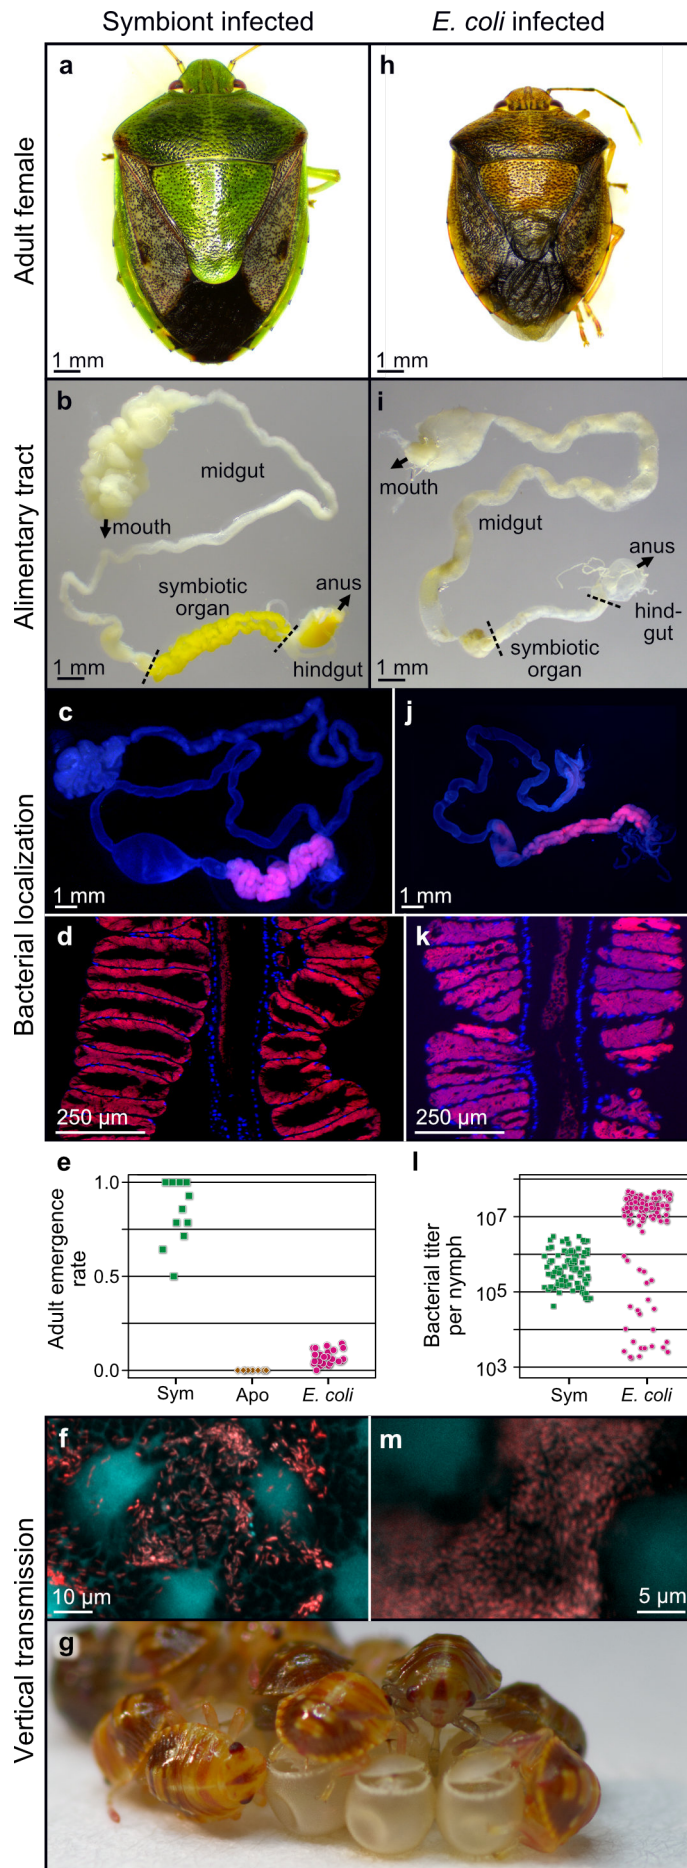 Symbiont infected
E. coli infected
Adult female
a
1 mm
h
1 mm
Alimentary tract
b
midgut
mouth
symbiotic
organ
anus
hindgut
1 mm
i
mouth
midgut
anus
hind-
gut
symbiotic
organ
1 mm
Bacterial localization
c
1 mm
j
1 mm
d
250 µm
k
250 µm
e
Adult emergence
rate
1.0
0.5
0.0
Sym
Apo
E. coli
l
Bacterial titer
per nymph
10⁷
10⁵
10³
Sym
E. coli
Vertical transmission
f
10 µm
m
5 µm
g